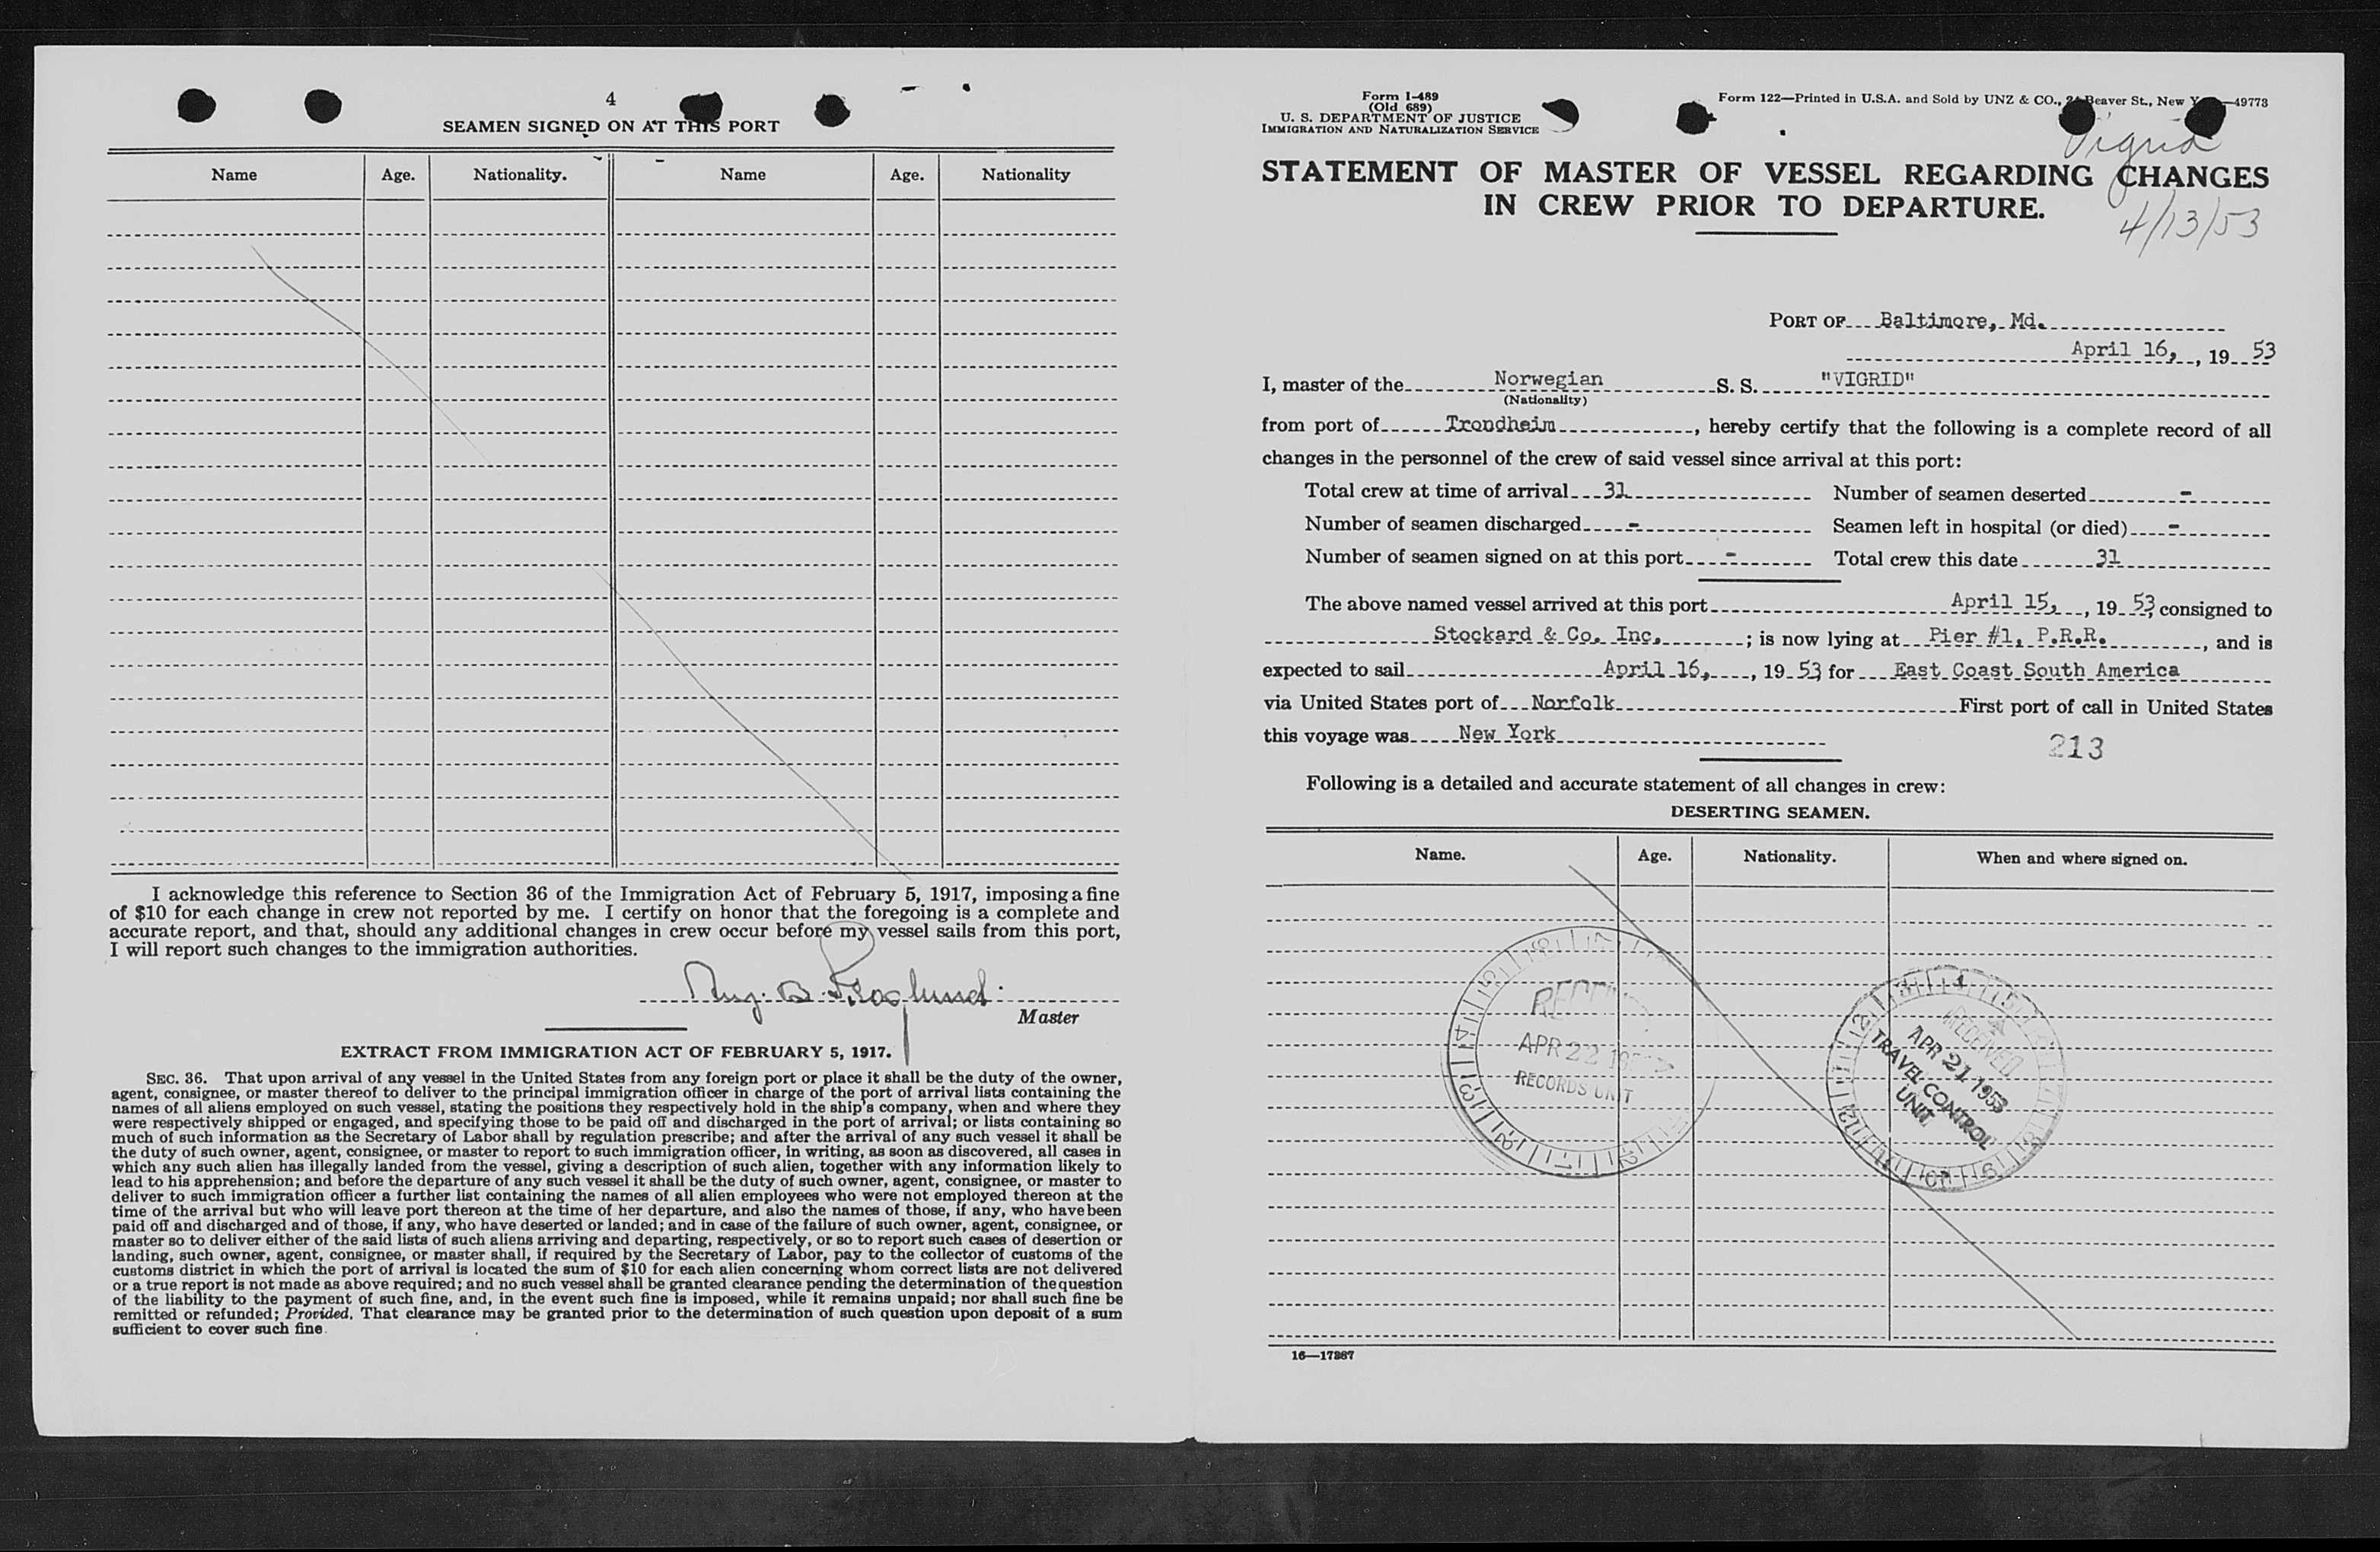 4
SEAMEN SIGNED ON AT THIS PORT
Name Age. Nationality. Name Age. Nationality
I acknowledge this reference to Section 36 of the Immigration Act of February 5, 1917, imposing a fine
of $10 for each change in crew not reported by me. I certify on honor that the foregoing is a complete and
accurate report, and that, should any additional changes in crew occur before my vessel sails from this port,
I will report such changes to the immigration authorities.
Master
EXTRACT FROM IMMIGRATION ACT OF FEBRUARY 5, 1917.
SEC. 36. That upon arrival of any vessel in the United States from any foreign port or place it shall be the duty of the owner,
agent, consignee, or master thereof to deliver to the principal immigration officer in charge of the port of arrival lists containing the
names of all aliens employed on such vessel, stating the positions they respectively hold in the ship's company, when and where they
were respectively shipped or engaged, and specifying those to be paid off and discharged in the port of arrival; or lists containing so
much of such information as the Secretary of Labor shall by regulation prescribe; and after the arrival of any such vessel it shall be
the duty of such owner, agent, consignee, or master to report to such immigration officer, in writing, as soon as discovered, all cases in
which any such alien has illegally landed from the vessel, giving a description of such alien, together with any information likely to
lead to his apprehension; and before the departure of any such vessel it shall be the duty of such owner, agent, consignee, or master to
deliver to such immigration officer a further list containing the names of all alien employees who were not employed thereon at the
time of the arrival but who will leave port thereon at the time of her departure, and also the names of those, if any, who have been
paid off and discharged and of those, if any, who have deserted or landed; and in case of the failure of such owner, agent, consignee, or
master so to deliver either of the said lists of such aliens arriving and departing, respectively, or so to report such cases of desertion or
landing, such owner, agent, consignee, or master shall, if required by the Secretary of Labor, pay to the collector of customs of the
customs district in which the port of arrival is located the sum of $10 for each alien concerning whom correct lists are not delivered
or a true report is not made as above required; and no such vessel shall be granted clearance pending the determination of the question
of the liability to the payment of such fine, and, in the event such fine is imposed, while it remains unpaid; nor shall such fine be
remitted or refunded; Provided, That clearance may be granted prior to the determination of such question upon deposit of a sum
sufficient to cover such fine.
Form I-489
(Old 689)
U. S. DEPARTMENT OF JUSTICE
IMMIGRATION AND NATURALIZATION SERVICE
Form 122—Printed in U.S.A. and Sold by UNZ & CO., Beaver St., New 49773
Vigrid
STATEMENT OF MASTER OF VESSEL REGARDING CHANGES
IN CREW PRIOR TO DEPARTURE.
4/13/53
PORT OF Baltimore, Md.
April 16, , 19 53
I, master of the Norwegian S. S. "VIGRID"
(Nationality)
from port of Trondheim , hereby certify that the following is a complete record of all
changes in the personnel of the crew of said vessel since arrival at this port:
Total crew at time of arrival 31 Number of seamen deserted -
Number of seamen discharged - Seamen left in hospital (or died) -
Number of seamen signed on at this port - Total crew this date 31
The above named vessel arrived at this port April 15, , 19 53, consigned to
Stockard & Co. Inc. ; is now lying at Pier #1, P.R.R. , and is
expected to sail April 16, , 19 53 for East Coast South America
via United States port of Norfolk First port of call in United States
this voyage was New York
213
Following is a detailed and accurate statement of all changes in crew:
DESERTING SEAMEN.
Name. Age. Nationality. When and where signed on.
APR 22
RECORDS UNIT
RECEIVED
APR 21 1953
TRAVEL CONTROL
UNIT
16—17887